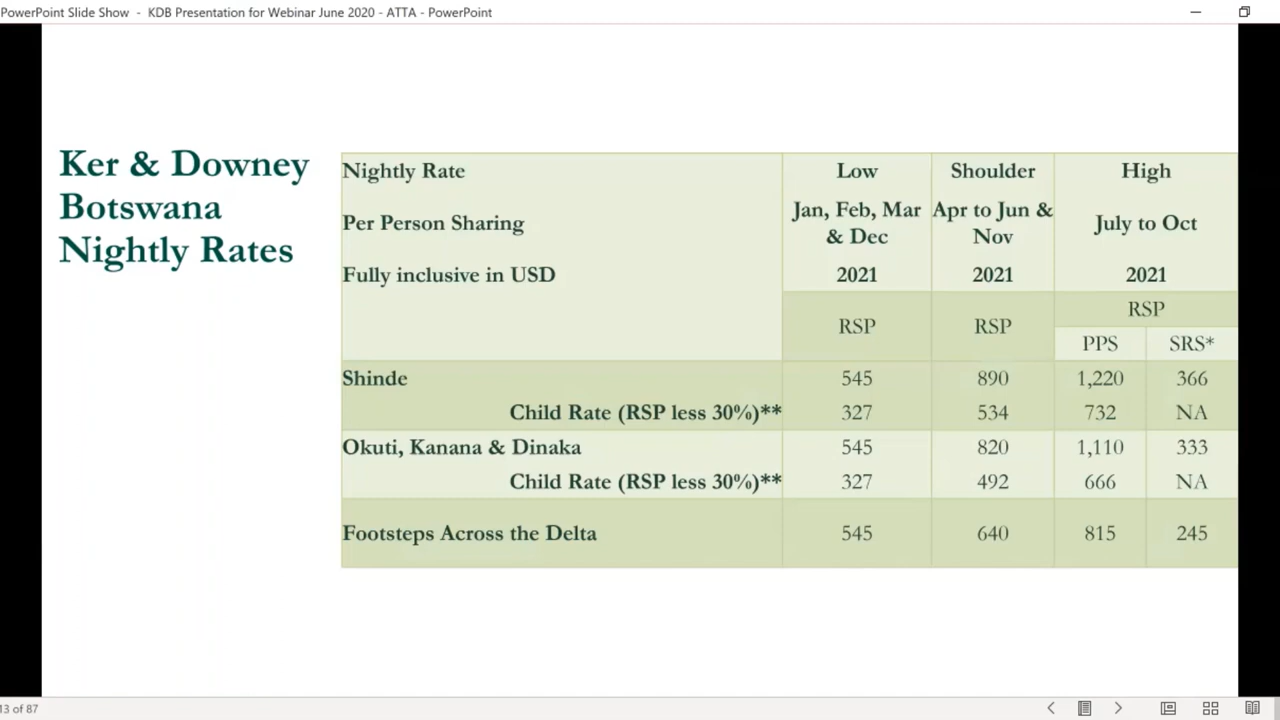 PowerPoint Slide Show - KDB Presentation for Webinar June 2020 - ATTA - PowerPoint
Ker & Downey
Botswana
Nightly Rates
Nightly Rate Low Shoulder High
Per Person Sharing Jan, Feb, Mar & Dec Apr to Jun & Nov July to Oct
Fully inclusive in USD 2021 2021 2021
RSP RSP RSP
PPS SRS*
Shinde 545 890 1,220 366
Child Rate (RSP less 30%)** 327 534 732 NA
Okuti, Kanana & Dinaka 545 820 1,110 333
Child Rate (RSP less 30%)** 327 492 666 NA
Footsteps Across the Delta 545 640 815 245
13 of 87